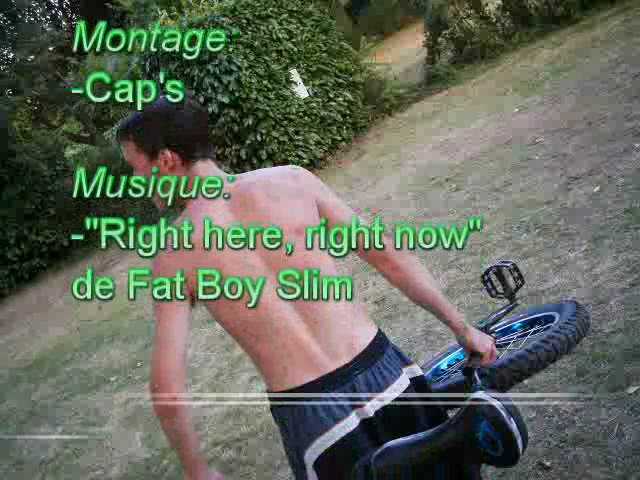 Montage:
-Cap's
Musique:
-"Right here, right now"
de Fat Boy Slim